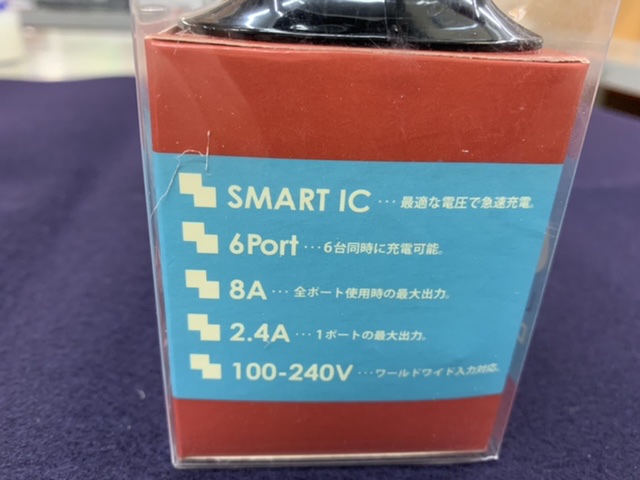 SMART IC ・・・ 最適な電圧で急速充電。
6Port ・・・ 6台同時に充電可能。
8A ・・・ 全ポート使用時の最大出力。
2.4A ・・・ 1ポートの最大出力。
100-240V ・・・ ワールドワイド入力対応。